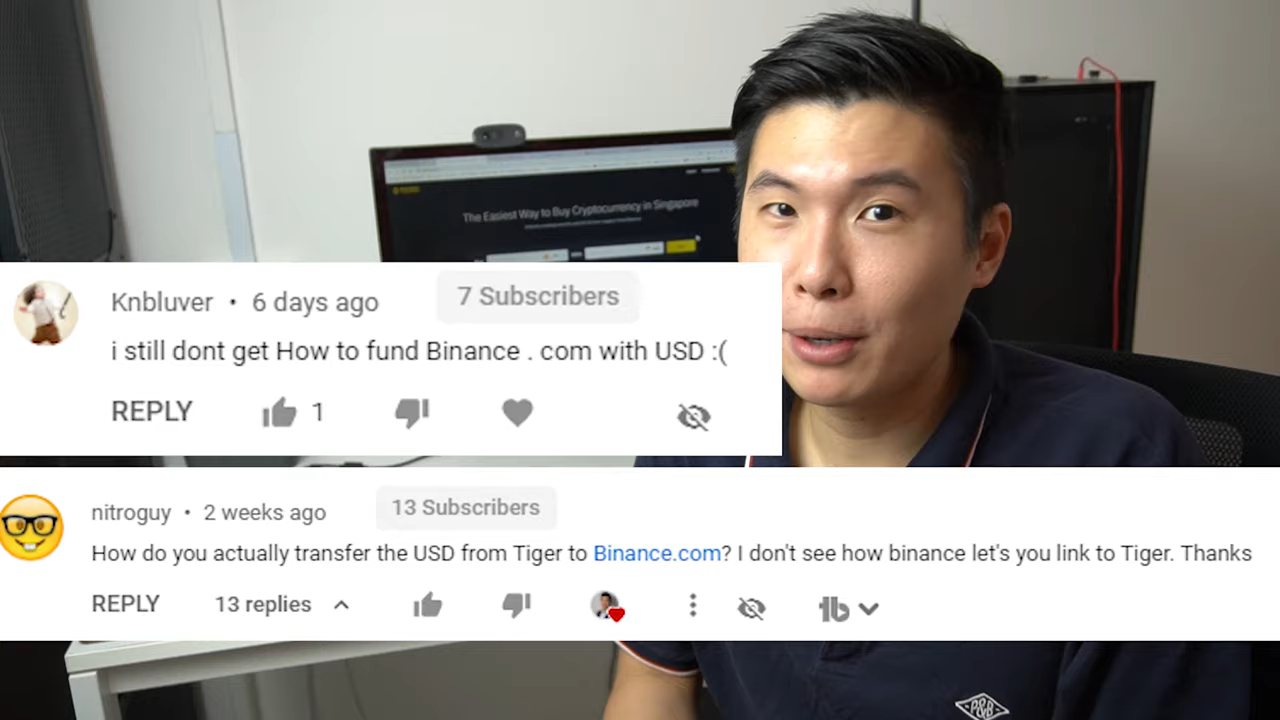 The Easiest Way to Buy Cryptocurrency in Singapore
Knbluver • 6 days ago 7 Subscribers
i still dont get How to fund Binance . com with USD :(
REPLY 1
nitroguy • 2 weeks ago 13 Subscribers
How do you actually transfer the USD from Tiger to Binance.com? I don't see how binance let's you link to Tiger. Thanks
REPLY 13 replies
P&B